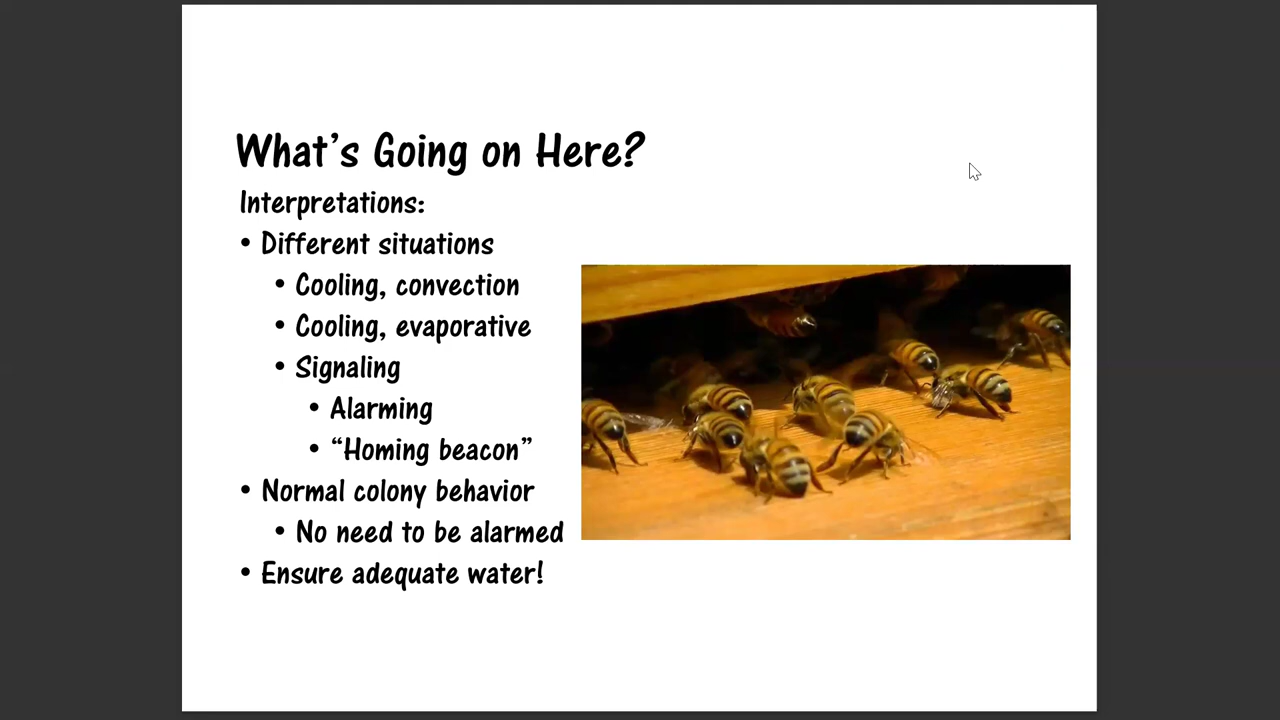 What's Going on Here?
Interpretations:
• Different situations
• Cooling, convection
• Cooling, evaporative
• Signaling
• Alarming
• “Homing beacon”
• Normal colony behavior
• No need to be alarmed
• Ensure adequate water!